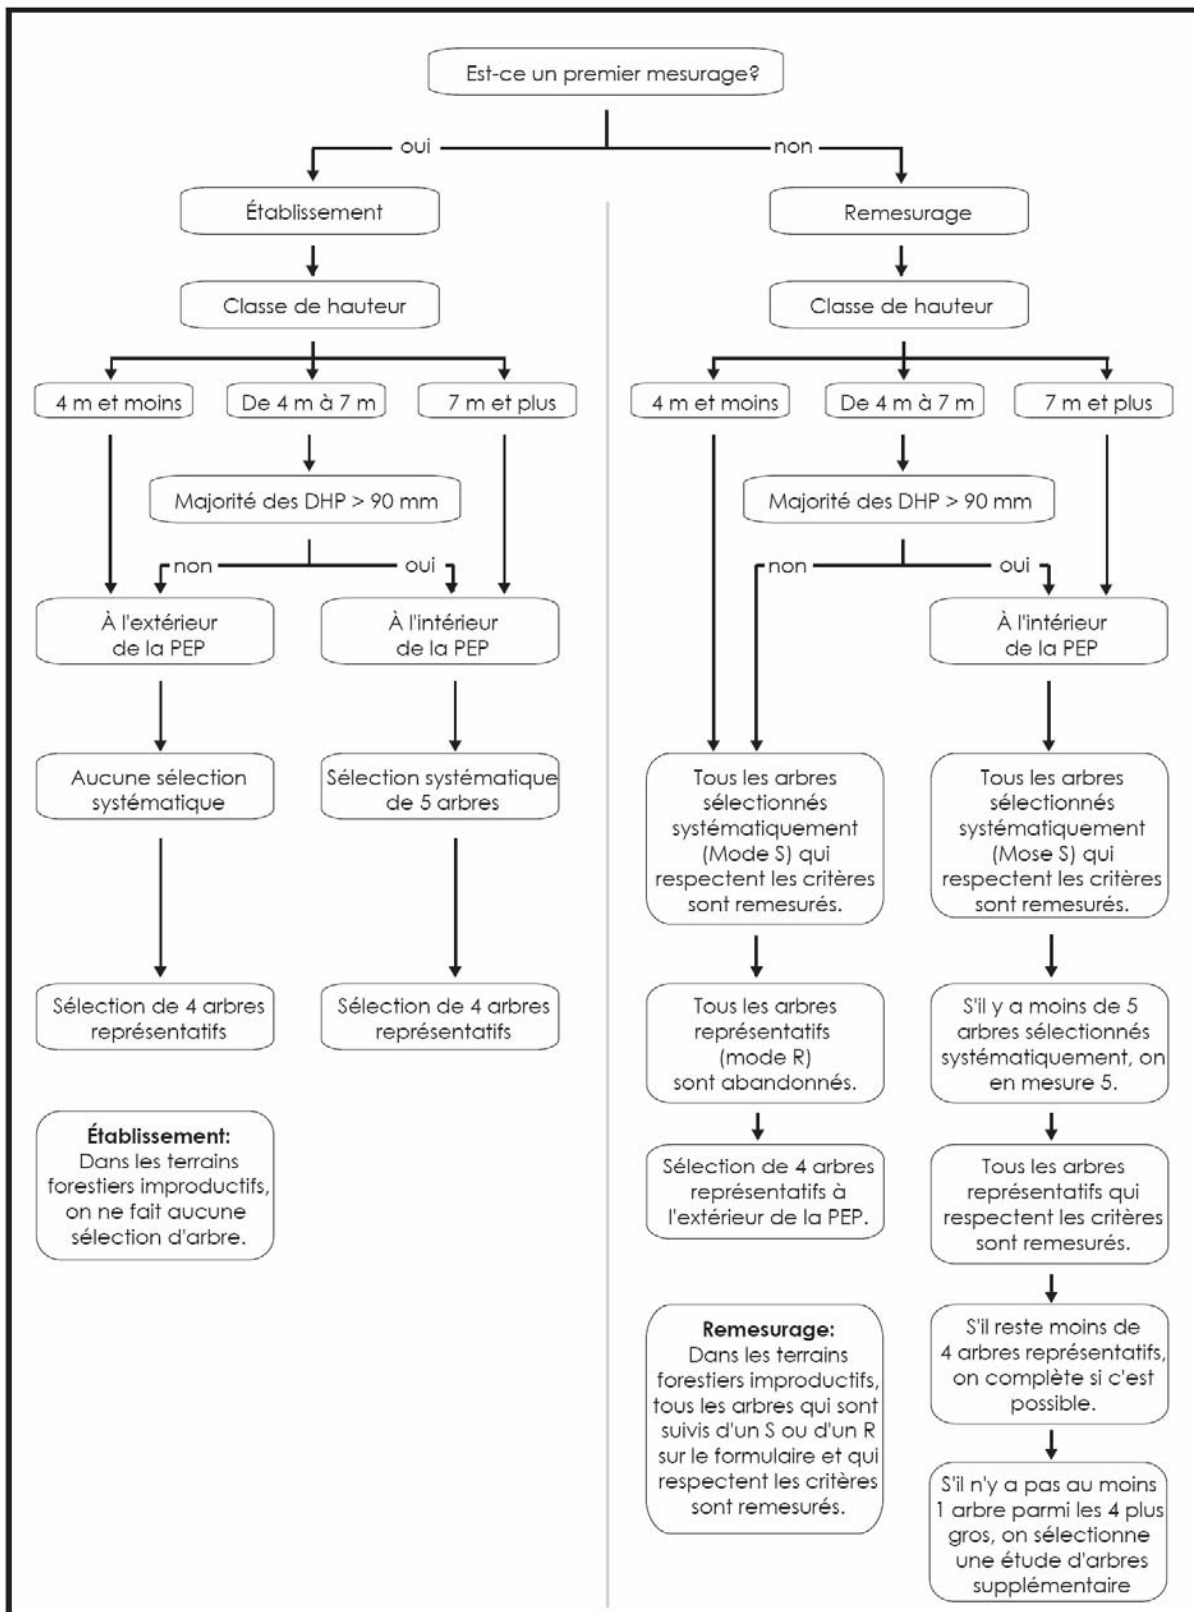 Est-ce un premier mesurage?
oui
non
Établissement
Remesurage
Classe de hauteur
Classe de hauteur
4 m et moins
De 4 m à 7 m
7 m et plus
4 m et moins
De 4 m à 7 m
7 m et plus
Majorité des DHP > 90 mm
Majorité des DHP > 90 mm
non
oui
non
oui
À l'extérieur
de la PEP
À l'intérieur
de la PEP
À l'intérieur
de la PEP
Aucune sélection
systématique
Sélection systématique
de 5 arbres
Tous les arbres
sélectionnés
systématiquement
(Mode S) qui
respectent les critères
sont remesurés.
Tous les arbres
sélectionnés
systématiquement
(Mose S) qui
respectent les critères
sont remesurés.
Sélection de 4 arbres
représentatifs
Sélection de 4 arbres
représentatifs
Tous les arbres
représentatifs
(mode R)
sont abandonnés.
S'il y a moins de 5
arbres sélectionnés
systématiquement, on
en mesure 5.
Établissement:
Dans les terrains
forestiers improductifs,
on ne fait aucune
sélection d'arbre.
Sélection de 4 arbres
représentatifs à
l'extérieur de la PEP.
Tous les arbres
représentatifs qui
respectent les critères
sont remesurés.
Remesurage:
Dans les terrains
forestiers improductifs,
tous les arbres qui sont
suivis d'un S ou d'un R
sur le formulaire et qui
respectent les critères
sont remesurés.
S'il reste moins de
4 arbres représentatifs,
on complète si c'est
possible.
S'il n'y a pas au moins
1 arbre parmi les 4 plus
gros, on sélectionne
une étude d'arbres
supplémentaire